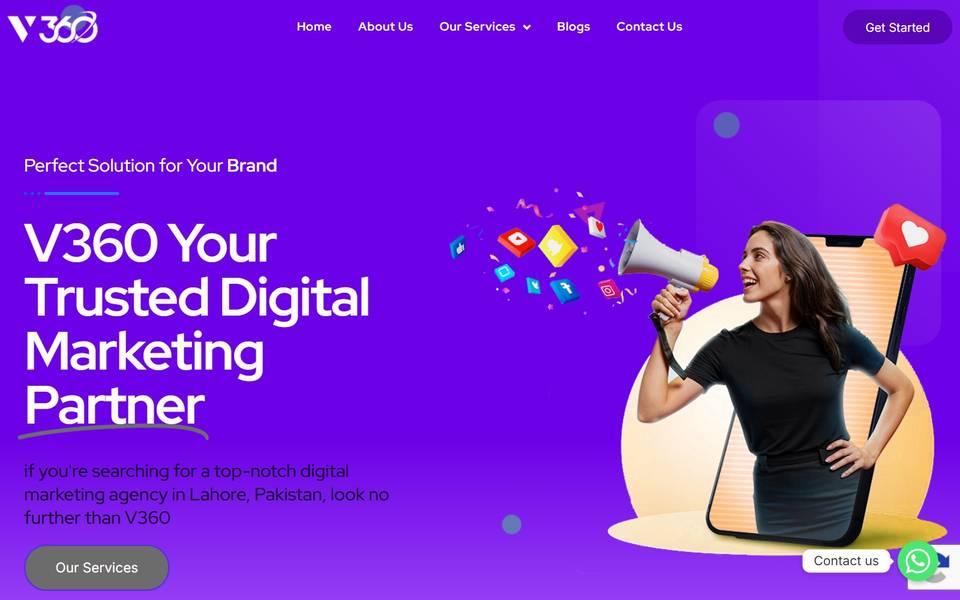 V 360
Home
About Us
Our Services
Blogs
Contact Us
Get Started
Perfect Solution for Your Brand
V360 Your
Trusted Digital
Marketing
Partner
if you're searching for a top-notch digital
marketing agency in Lahore, Pakistan, look no
further than V360
Our Services
Contact us